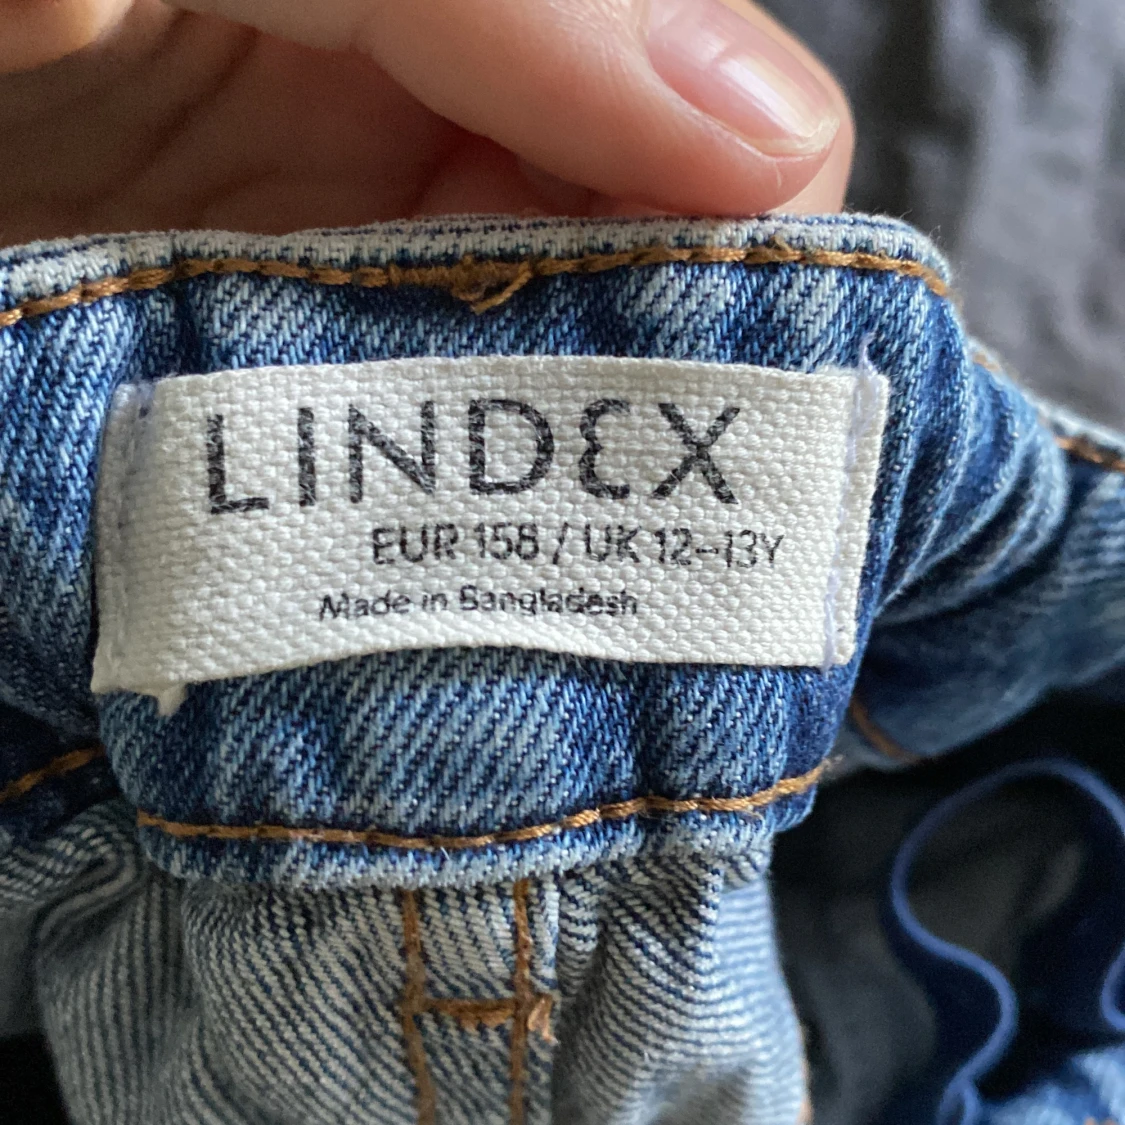 LINDEX
EUR 158 / UK 12–13Y
Made in Bangladesh